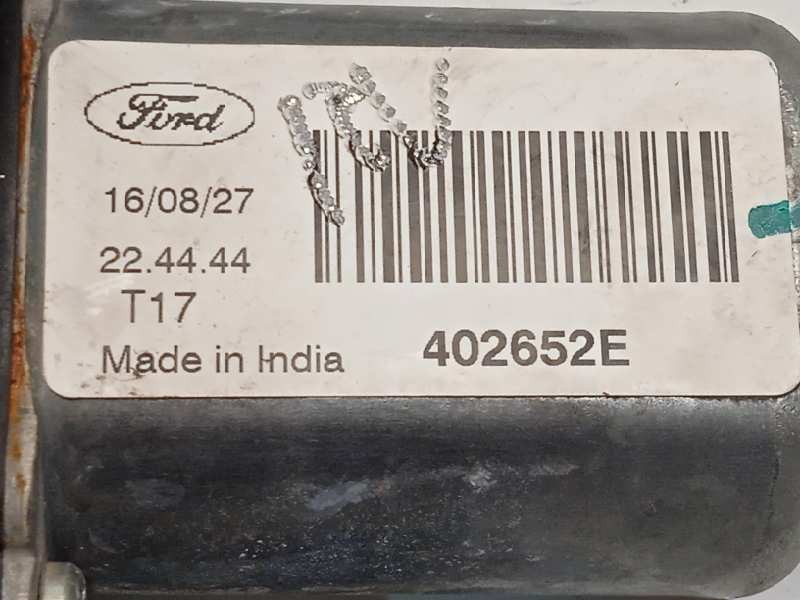 Ford
16/08/27
22.44.44
T17
Made in India
402652E